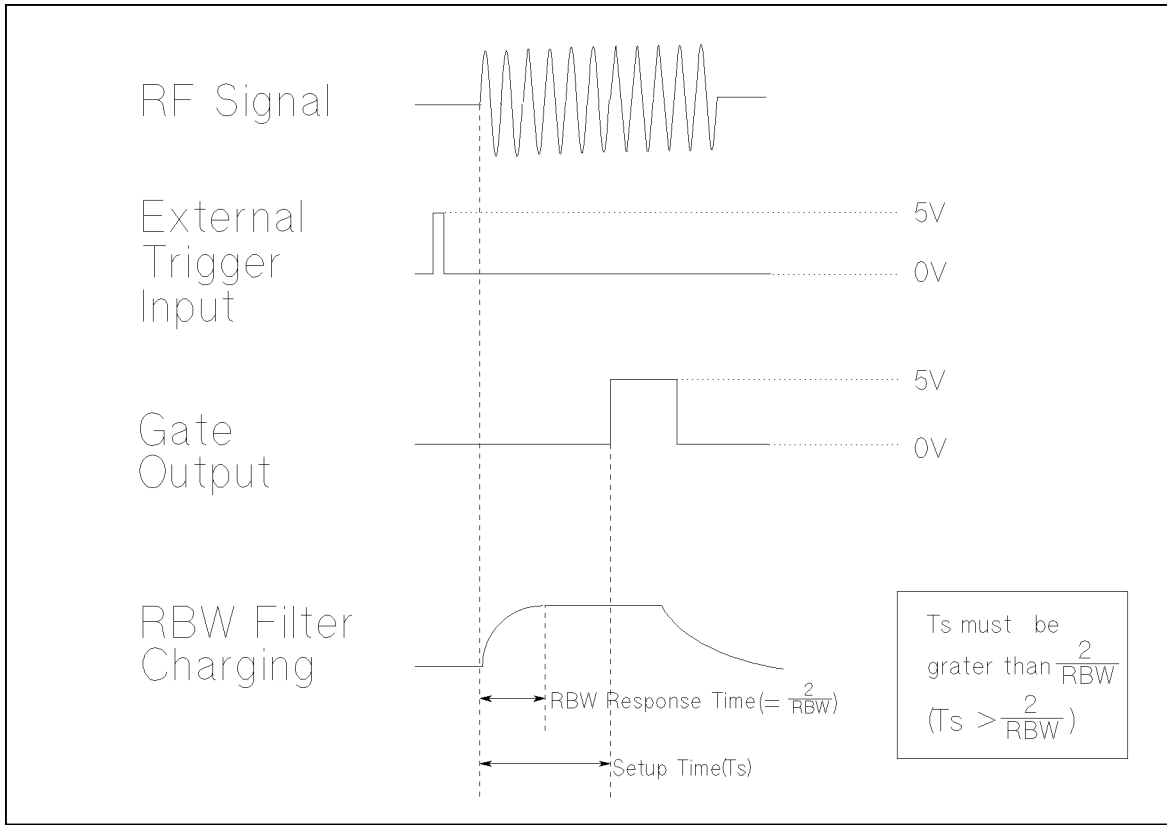 RF Signal
External
Trigger
Input
5V
0V
Gate
Output
5V
0V
RBW Filter
Charging
RBW Response Time(= 2/RBW)
Setup Time(Ts)
Ts must be
grater than 2/RBW
(Ts > 2/RBW)